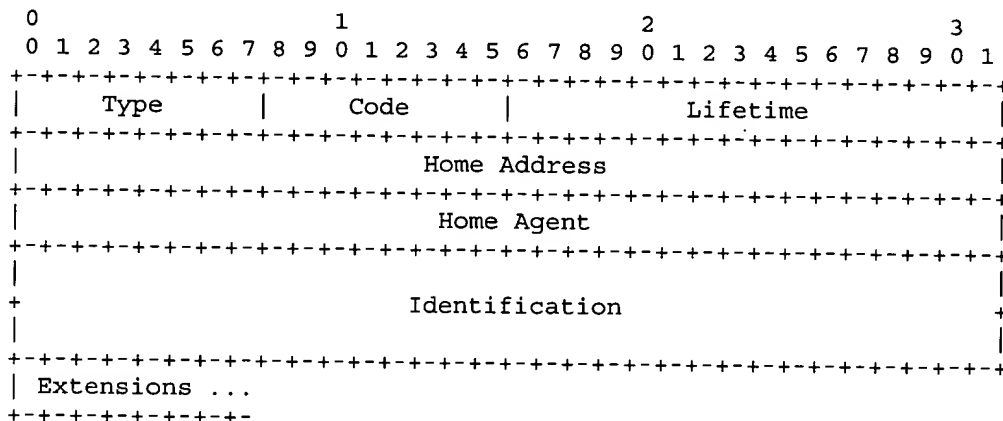 0                   1                   2                   3
0 1 2 3 4 5 6 7 8 9 0 1 2 3 4 5 6 7 8 9 0 1 2 3 4 5 6 7 8 9 0 1
+-+-+-+-+-+-+-+-+-+-+-+-+-+-+-+-+-+-+-+-+-+-+-+-+-+-+-+-+-+-+-+-+
|     Type      |     Code      |           Lifetime            |
+-+-+-+-+-+-+-+-+-+-+-+-+-+-+-+-+-+-+-+-+-+-+-+-+-+-+-+-+-+-+-+-+
|                          Home Address                         |
+-+-+-+-+-+-+-+-+-+-+-+-+-+-+-+-+-+-+-+-+-+-+-+-+-+-+-+-+-+-+-+-+
|                           Home Agent                          |
+-+-+-+-+-+-+-+-+-+-+-+-+-+-+-+-+-+-+-+-+-+-+-+-+-+-+-+-+-+-+-+-+
|                                                               |
+                         Identification                        +
|                                                               |
+-+-+-+-+-+-+-+-+-+-+-+-+-+-+-+-+-+-+-+-+-+-+-+-+-+-+-+-+-+-+-+-+
| Extensions ...
+-+-+-+-+-+-+-+-